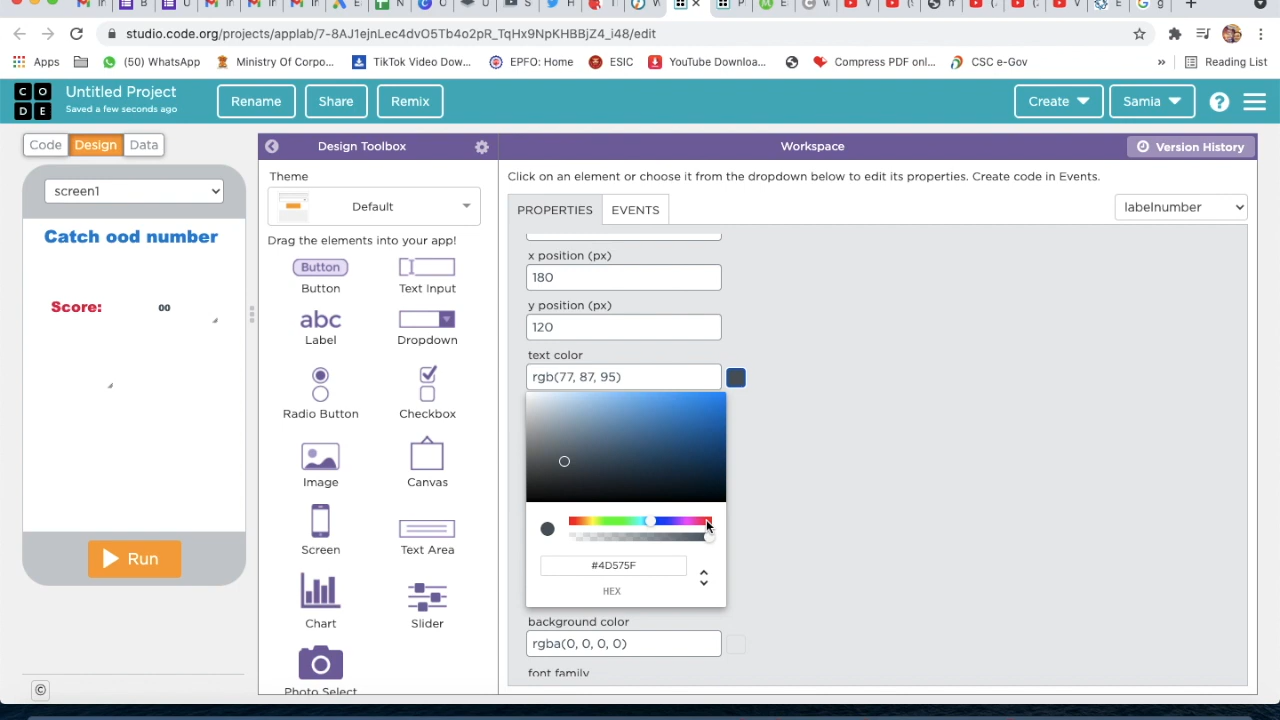 studio.code.org/projects/applab/7-8AJ1ejnLec4dvO5Tb4o2pR_TqHx9NpKHBBjZ4_i48/edit
Apps
(50) WhatsApp
Ministry Of Corpo...
TikTok Video Dow...
EPFO: Home
ESIC
YouTube Downloa...
Compress PDF onl...
CSC e-Gov
»
Reading List
CODE
Untitled Project
Saved a few seconds ago
Rename
Share
Remix
Create
Samia
?
Code
Design
Data
Design Toolbox
Workspace
Version History
screen1
Theme
Default
Click on an element or choose it from the dropdown below to edit its properties. Create code in Events.
PROPERTIES
EVENTS
labelnumber
Catch ood number
Drag the elements into your app!
Button
Button
Text Input
abc
Label
Dropdown
Radio Button
Checkbox
Image
Canvas
Screen
Text Area
Chart
Slider
Photo Select
Score:
00
Run
©
x position (px)
180
y position (px)
120
text color
rgb(77, 87, 95)
#4D575F
HEX
background color
rgba(0, 0, 0, 0)
font family